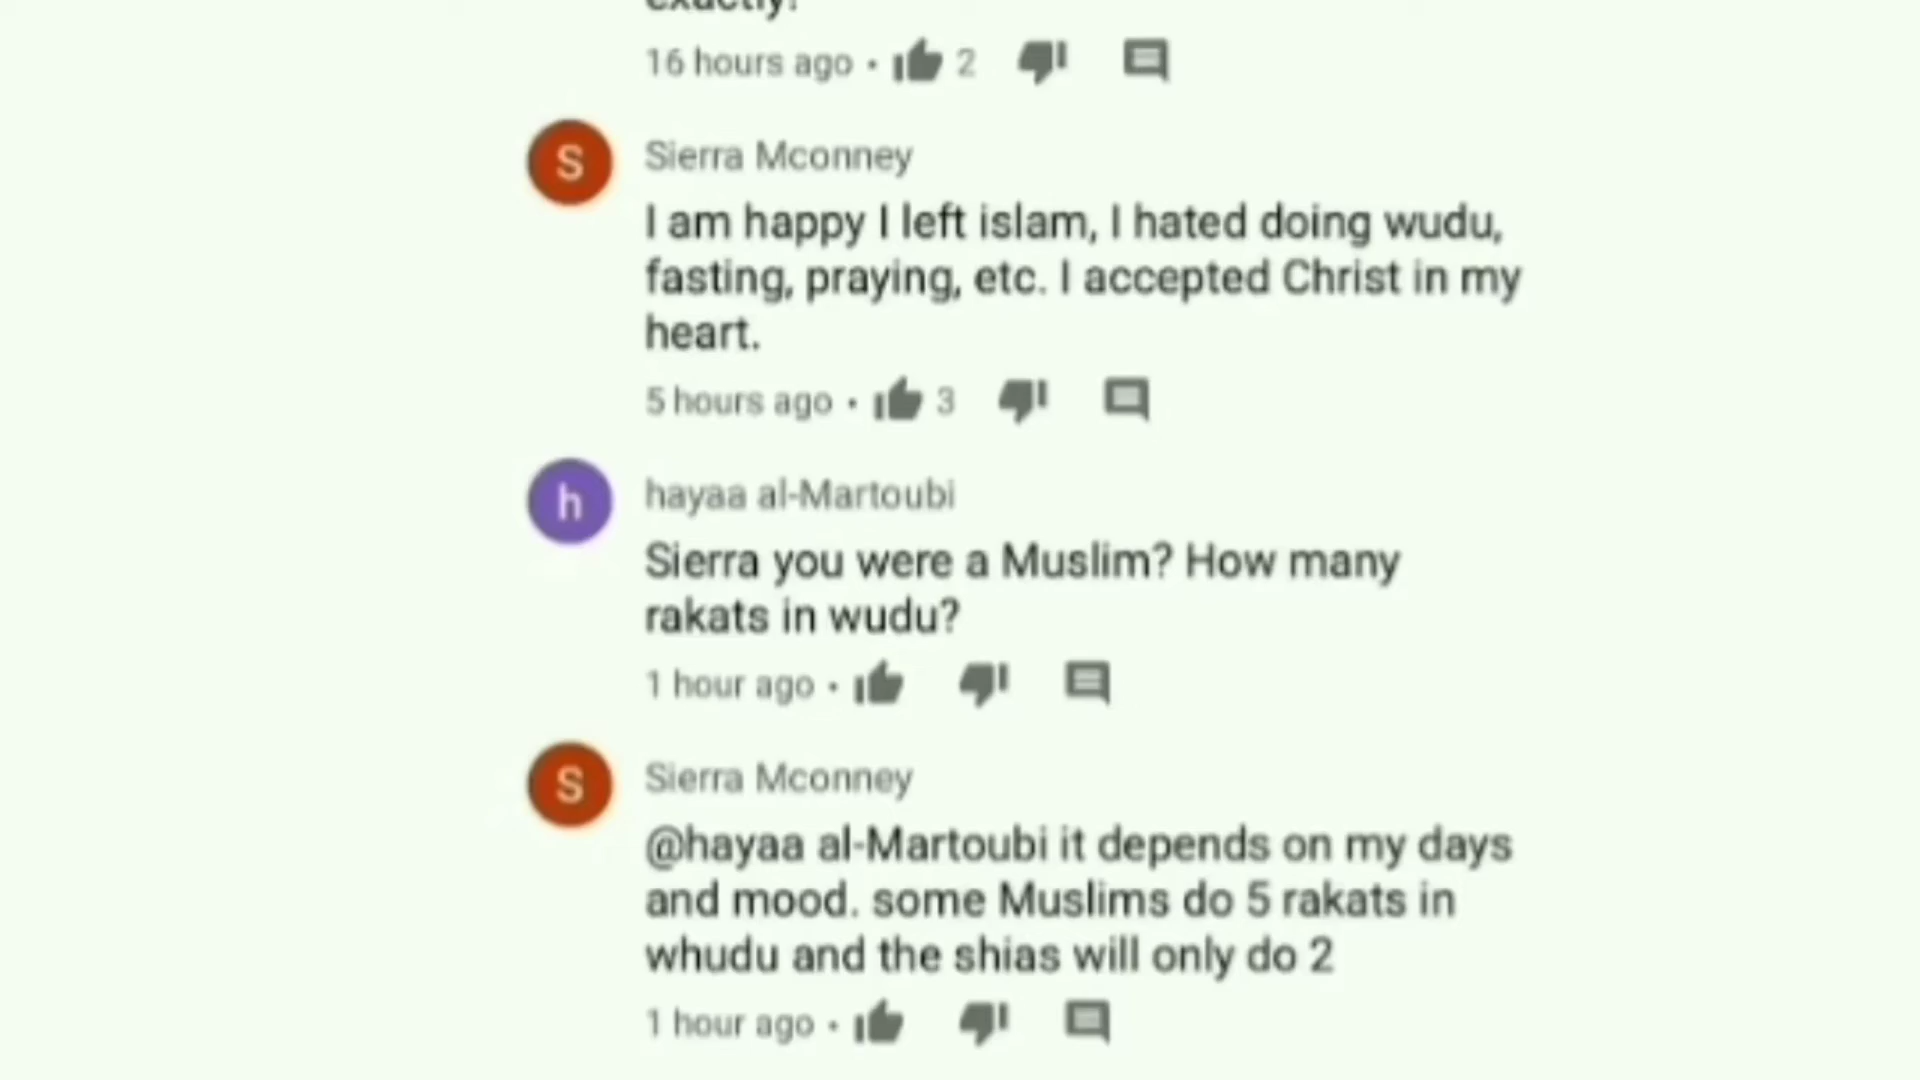 exactly!
16 hours ago • 2
S
Sierra Mconney
I am happy I left islam, I hated doing wudu,
fasting, praying, etc. I accepted Christ in my
heart.
5 hours ago • 3
h
hayaa al-Martoubi
Sierra you were a Muslim? How many
rakats in wudu?
1 hour ago •
S
Sierra Mconney
@hayaa al-Martoubi it depends on my days
and mood. some Muslims do 5 rakats in
whudu and the shias will only do 2
1 hour ago •